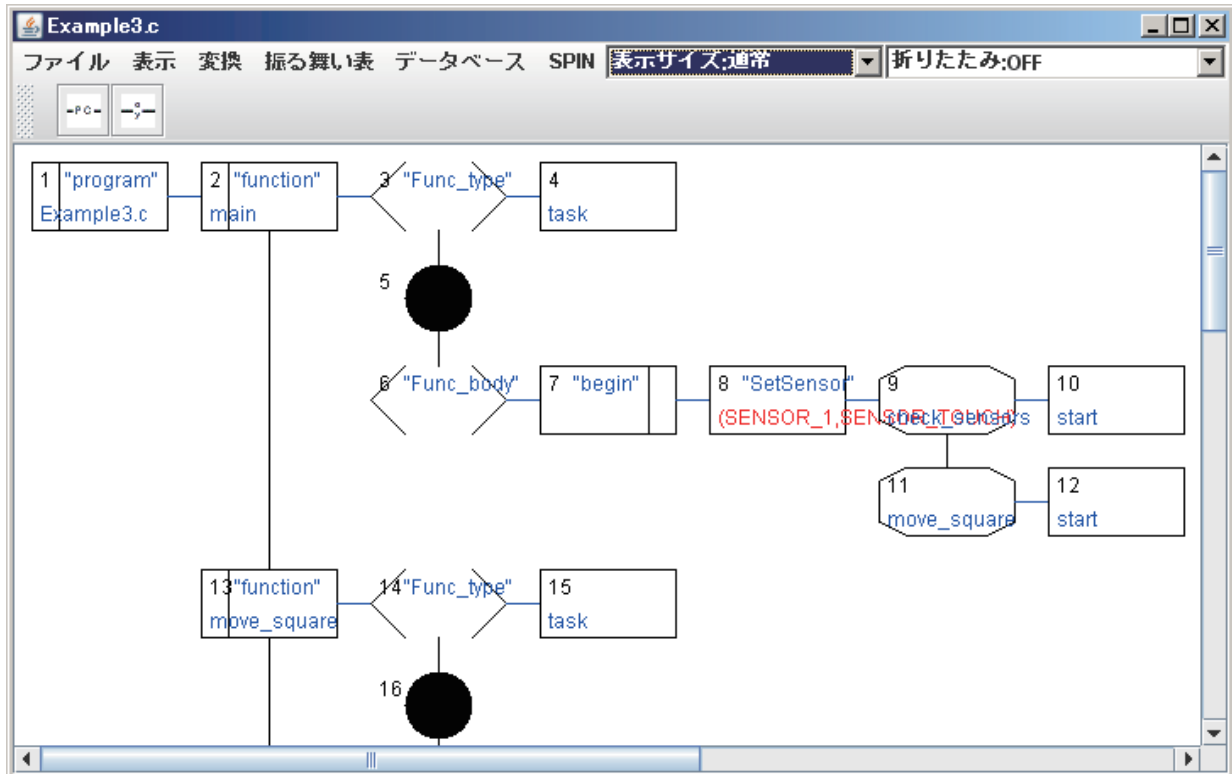 Example3.c
ファイル 表示 変換 振る舞い表 データベース SPIN 表示サイズ:通常 折りたたみ:OFF
-PC-
1 "program"
Example3.c
2 "function"
main
3 "Func_type"
4
task
5
6 "Func_body"
7 "begin"
8 "SetSensor"
(SENSOR_1,SENSOR_TOUCH)
9
check_sensors
10
start
11
move_square
12
start
13 "function"
move_square
14 "Func_type"
15
task
16